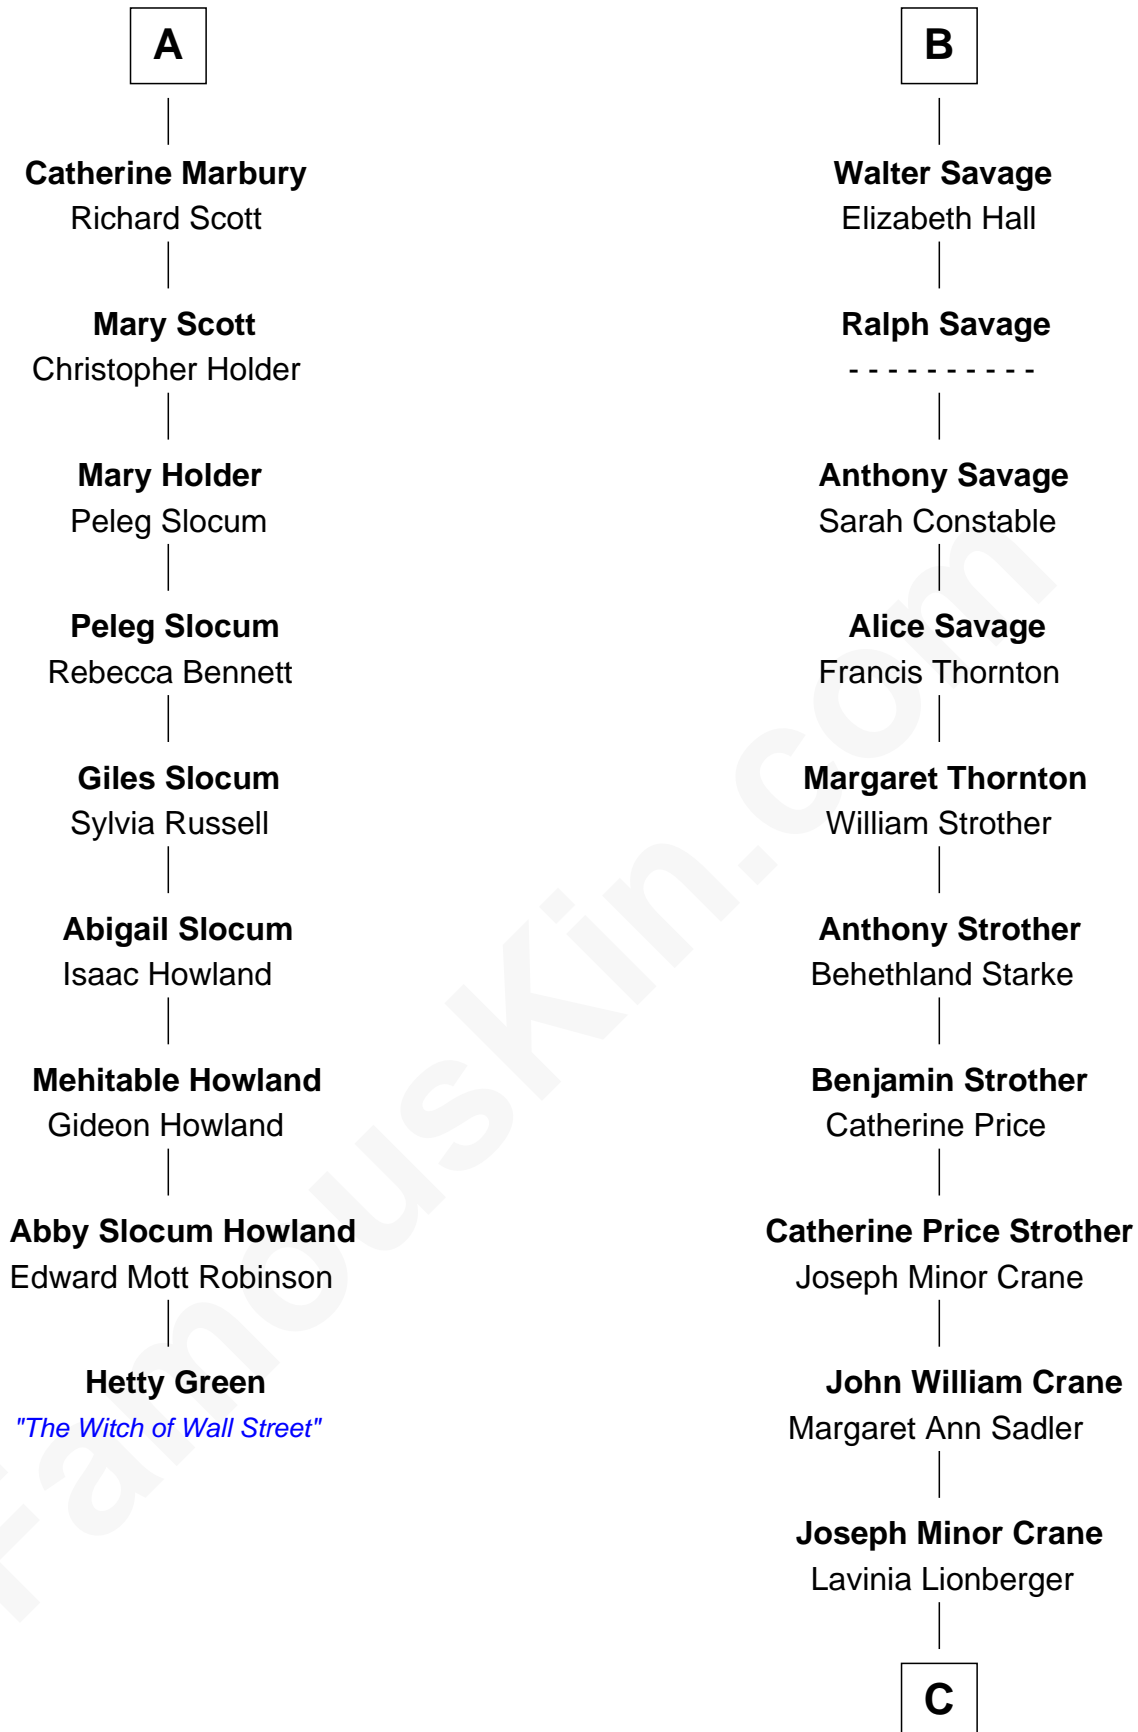 A
Catherine Marbury
Richard Scott
Mary Scott
Christopher Holder
Mary Holder
Peleg Slocum
Peleg Slocum
Rebecca Bennett
Giles Slocum
Sylvia Russell
Abigail Slocum
Isaac Howland
Mehitable Howland
Gideon Howland
Abby Slocum Howland
Edward Mott Robinson
Hetty Green
"The Witch of Wall Street"
B
Walter Savage
Elizabeth Hall
Ralph Savage
- - - - - - - - - -
Anthony Savage
Sarah Constable
Alice Savage
Francis Thornton
Margaret Thornton
William Strother
Anthony Strother
Behethland Starke
Benjamin Strother
Catherine Price
Catherine Price Strother
Joseph Minor Crane
John William Crane
Margaret Ann Sadler
Joseph Minor Crane
Lavinia Lionberger
C
FamousKin.com